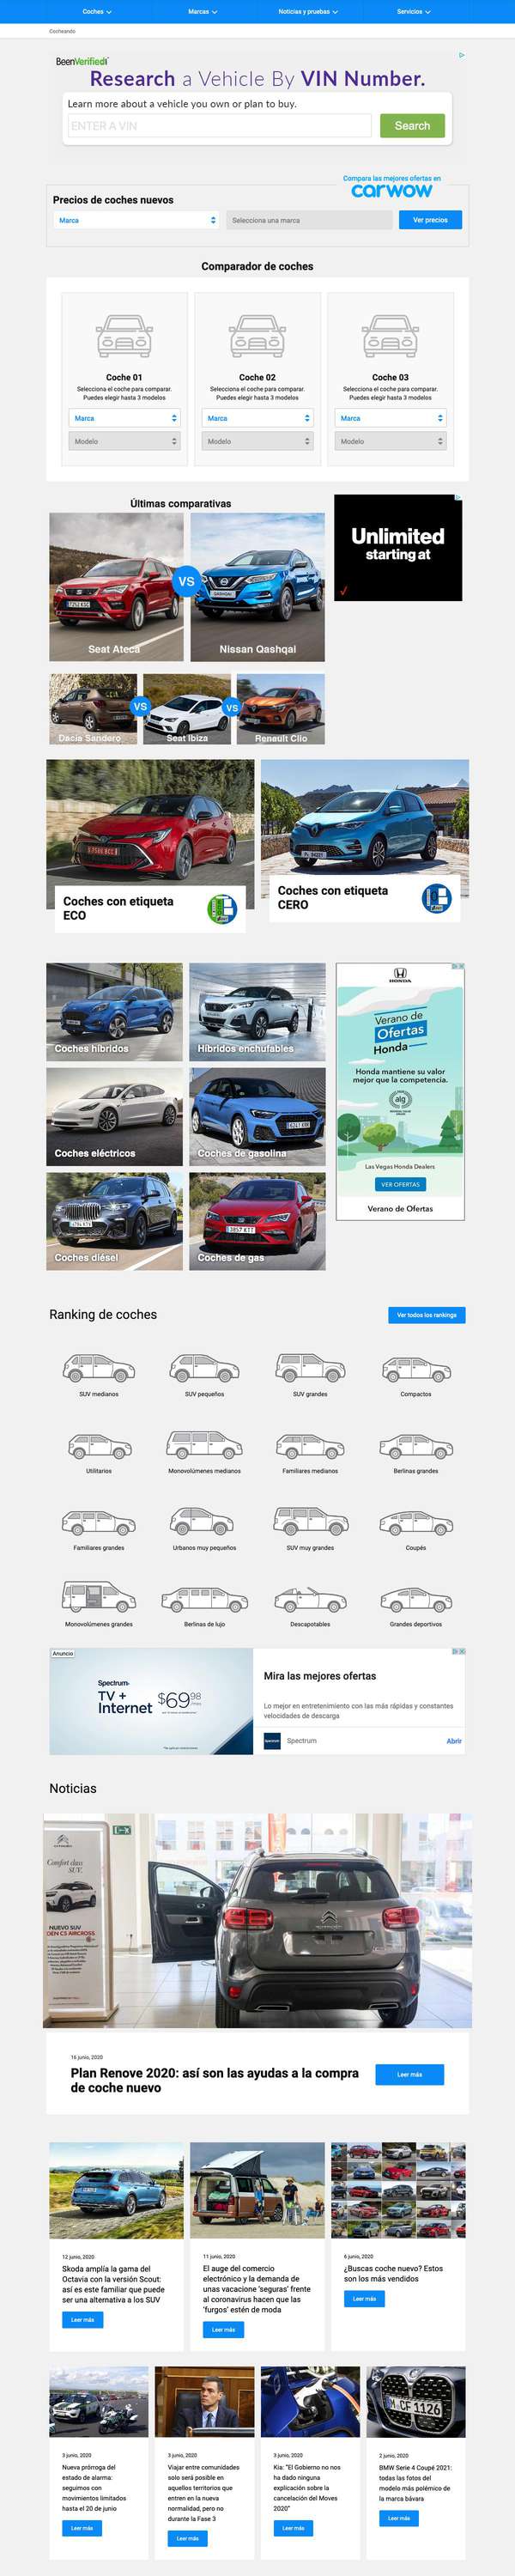 Coches
Marcas
Noticias y pruebas
Servicios
Cocheando
BeenVerified
Research a Vehicle By VIN Number.
Learn more about a vehicle you own or plan to buy.
ENTER A VIN
Search
Compara las mejores ofertas en
carwow
Precios de coches nuevos
Marca
Selecciona una marca
Ver precios
Comparador de coches
Coche 01
Selecciona el coche para comparar.
Puedes elegir hasta 3 modelos
Marca
Modelo
Coche 02
Selecciona el coche para comparar.
Puedes elegir hasta 3 modelos
Marca
Modelo
Coche 03
Selecciona el coche para comparar.
Puedes elegir hasta 3 modelos
Marca
Modelo
Últimas comparativas
Unlimited
starting at
VS
Seat Ateca
Nissan Qashqai
VS
VS
Dacia Sandero
Seat Ibiza
Renault Clio
Coches con etiqueta
ECO
Coches con etiqueta
CERO
Coches híbridos
Híbridos enchufables
Coches eléctricos
Coches de gasolina
Coches diésel
Coches de gas
HONDA
Verano de
Ofertas
Honda
Honda mantiene su valor
mejor que la competencia.
alg
Las Vegas Honda Dealers
VER OFERTAS
Verano de Ofertas
Ranking de coches
Ver todos los rankings
SUV medianos
SUV pequeños
SUV grandes
Compactos
Utilitarios
Monovolúmenes medianos
Familiares medianos
Berlinas grandes
Familiares grandes
Urbanos muy pequeños
SUV muy grandes
Coupés
Monovolúmenes grandes
Berlinas de lujo
Descapotables
Grandes deportivos
Anuncio
Spectrum
TV +
Internet
$69.98
Mira las mejores ofertas
Lo mejor en entretenimiento con las más rápidas y constantes
velocidades de descarga
Spectrum
Abrir
Noticias
Comfort class
SUV
NUEVO SUV
C5 AIRCROSS
16 junio, 2020
Plan Renove 2020: así son las ayudas a la compra
de coche nuevo
Leer más
12 junio, 2020
Skoda amplía la gama del
Octavia con la versión Scout:
así es este familiar que puede
ser una alternativa a los SUV
Leer más
11 junio, 2020
El auge del comercio
electrónico y la demanda de
unas vacacione 'seguras' frente
al coronavirus hacen que las
'furgos' estén de moda
Leer más
6 junio, 2020
¿Buscas coche nuevo? Estos
son los más vendidos
Leer más
3 junio, 2020
Nueva prórroga del
estado de alarma:
seguimos con
movimientos limitados
hasta el 20 de junio
Leer más
3 junio, 2020
Viajar entre comunidades
solo será posible en
aquellos territorios que
entren en la nueva
normalidad, pero no
durante la Fase 3
Leer más
3 junio, 2020
Kia: "El Gobierno no nos
ha dado ninguna
explicación sobre la
cancelación del Moves
2020"
Leer más
M CF 1126
2 junio, 2020
BMW Serie 4 Coupé 2021:
todas las fotos del
modelo más polémico de
la marca bávara
Leer más